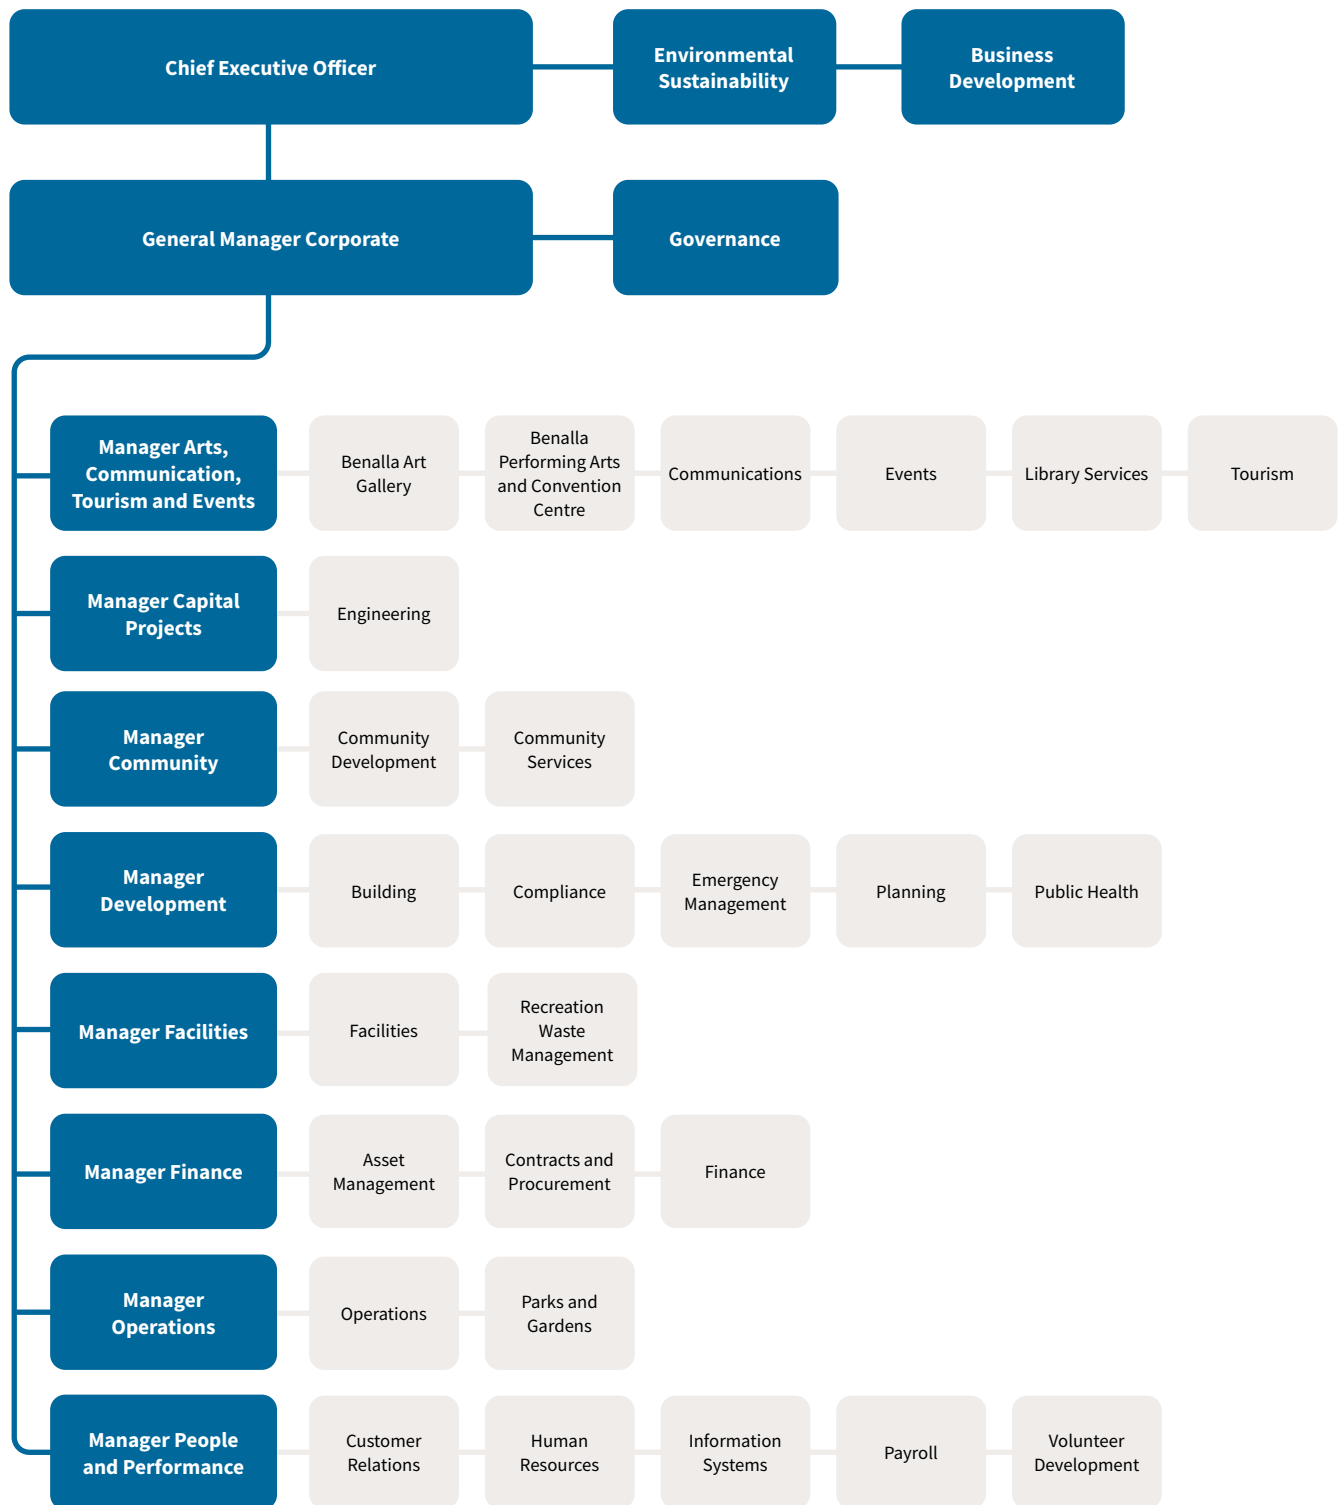 Chief Executive Officer
Environmental
Sustainability
Business
Development
General Manager Corporate
Governance
Manager Arts,
Communication,
Tourism and Events
Benalla Art
Gallery
Benalla
Performing Arts
and Convention
Centre
Communications
Events
Library Services
Tourism
Manager Capital
Projects
Engineering
Manager
Community
Community
Development
Community
Services
Manager
Development
Building
Compliance
Emergency
Management
Planning
Public Health
Manager Facilities
Facilities
Recreation
Waste
Management
Manager Finance
Asset
Management
Contracts and
Procurement
Finance
Manager
Operations
Operations
Parks and
Gardens
Manager People
and Performance
Customer
Relations
Human
Resources
Information
Systems
Payroll
Volunteer
Development